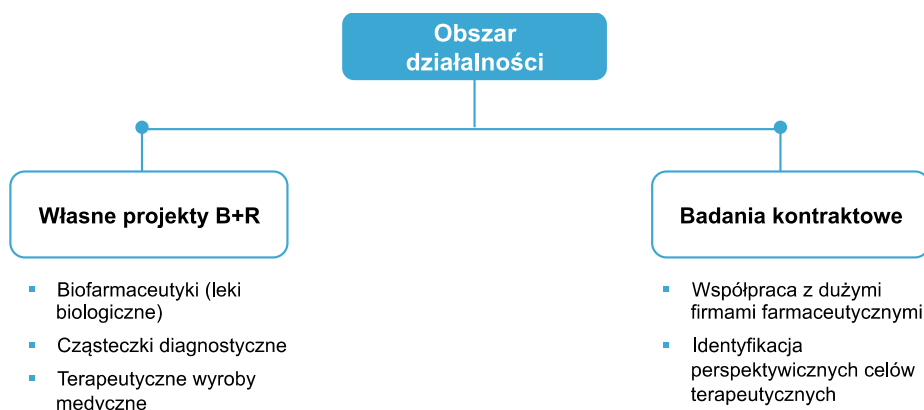 Obszar
działalności
Własne projekty B+R
Biofarmaceutyki (leki
biologiczne)
Cząsteczki diagnostyczne
Terapeutyczne wyroby
medyczne
Badania kontraktowe
Współpraca z dużymi
firmami farmaceutycznymi
Identyfikacja
perspektywicznych celów
terapeutycznych